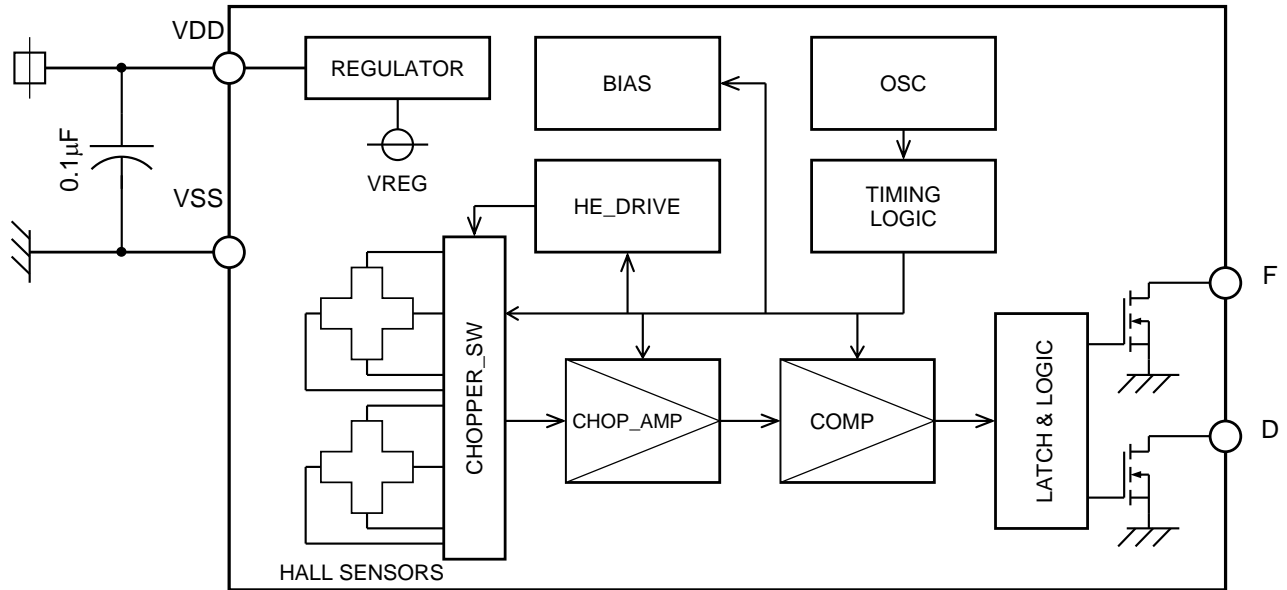 VDD
REGULATOR
BIAS
OSC
0.1μF
VREG
VSS
HE_DRIVE
TIMING
LOGIC
F
CHOPPER_SW
CHOP_AMP
COMP
LATCH & LOGIC
D
HALL SENSORS